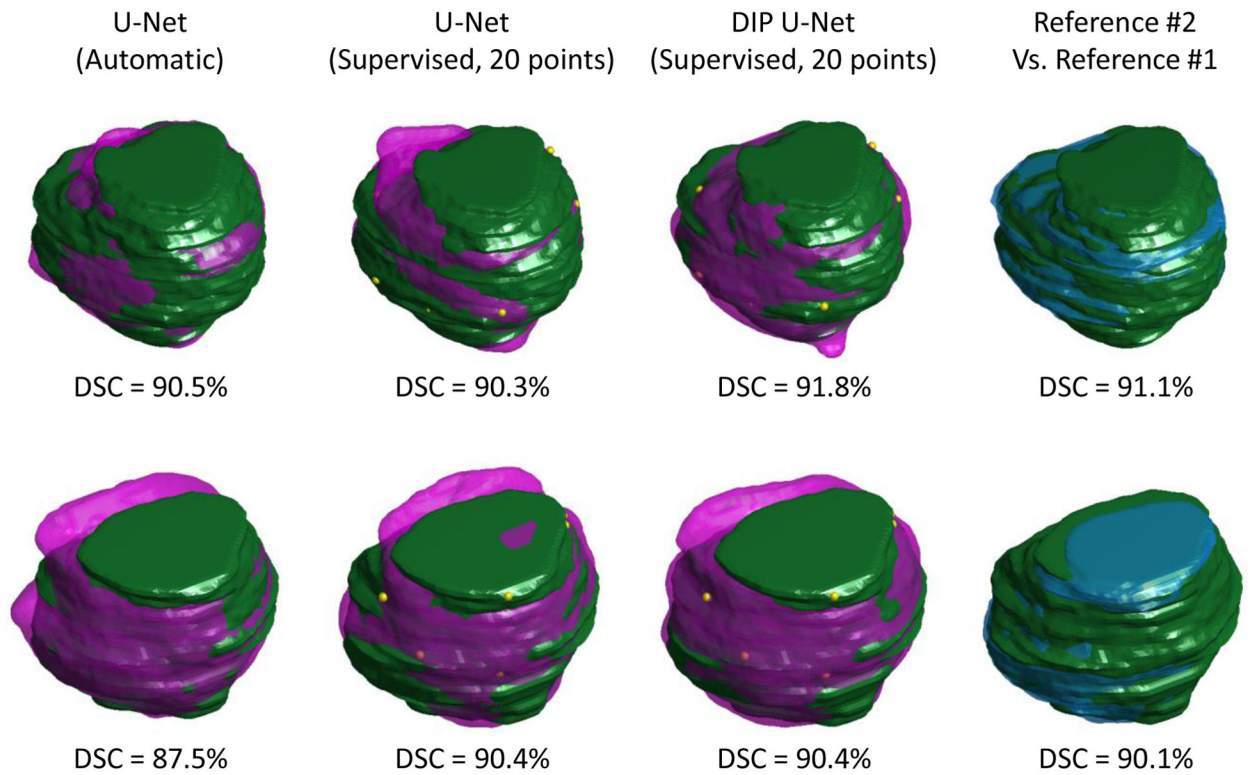 U-Net
(Automatic)
U-Net
(Supervised, 20 points)
DIP U-Net
(Supervised, 20 points)
Reference #2
Vs. Reference #1
DSC = 90.5%
DSC = 90.3%
DSC = 91.8%
DSC = 91.1%
DSC = 87.5%
DSC = 90.4%
DSC = 90.4%
DSC = 90.1%